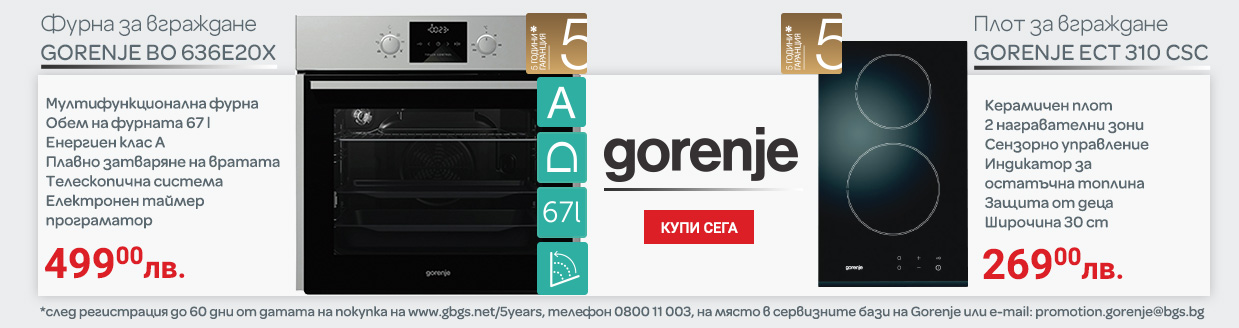 Фурна за вграждане
GORENJE BO 636E20X
Мултифункционална фурна
Обем на фурната 67 l
Енергиен клас А
Плавно затваряне на вратата
Телескопична система
Електронен таймер
програматор
499⁰⁰лв.
5 ГОДИНИ*
ГАРАНЦИЯ
5
A
67l
gorenje
gorenje
КУПИ СЕГА
5 ГОДИНИ*
ГАРАНЦИЯ
5
gorenje
Плот за вграждане
GORENJE ECT 310 CSC
Керамичен плот
2 награвателни зони
Сензорно управление
Индикатор за
остатъчна топлина
Защита от деца
Широчина 30 cm
269⁰⁰лв.
*след регистрация до 60 дни от датата на покупка на www.gbgs.net/5years, телефон 0800 11 003, на място в сервизните бази на Gorenje или e-mail: promotion.gorenje@bgs.bg